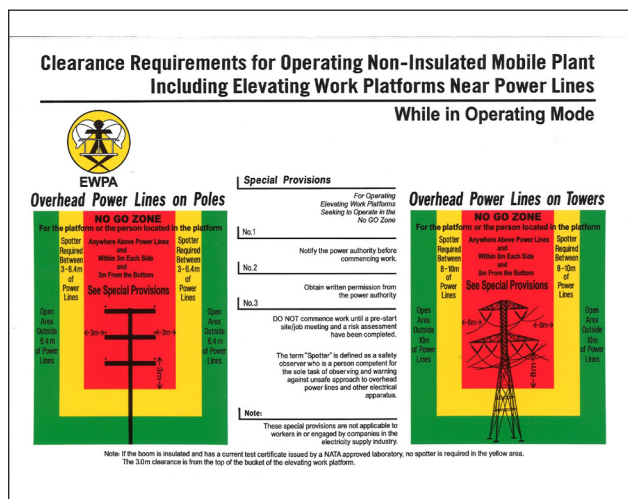 Clearance Requirements for Operating Non-Insulated Mobile Plant
Including Elevating Work Platforms Near Power Lines
While in Operating Mode
EWPA
Overhead Power Lines on Poles
NO GO ZONE
For the platform or the person located in the platform
Spotter
Required
Between
3-6.4m
of
Power
Lines
Anywhere Above Power Lines
and
Within 3m Each Side
and
3m From the Bottom
See Special Provisions
Spotter
Required
Between
3-6.4m
of
Power
Lines
Open
Area
Outside
6.4 m
of Power
Lines
3m
3m
3m
Open
Area
Outside
6.4 m
of Power
Lines
Special Provisions
For Operating
Elevating Work Platforms
Seeking to Operate in the
No GO Zone
No.1
Notify the power authority before
commencing work.
No.2
Obtain written permission from
the power authority
No.3
DO NOT commence work until a pre-start
site/job meeting and a risk assessment
have been completed.
The term "Spotter" is defined as a safety
observer who is a person competent for
the sole task of observing and warning
against unsafe approach to overhead
power lines and other electrical
apparatus.
Note:
These special provisions are not applicable to
workers in or engaged by companies in the
electricity supply industry.
Overhead Power Lines on Towers
NO GO ZONE
For the platform or the person located in the platform
Spotter
Required
Between
8-10m
of
Power
Lines
Anywhere Above Power Lines
and
Within 8m Each Side
and
8m From the Bottom
See Special Provisions
Spotter
Required
Between
8-10m
of
Power
Lines
Open
Area
Outside
10m
of Power
Lines
8m
8m
8m
Open
Area
Outside
10m
of Power
Lines
Note: If the boom is insulated and has a current test certificate issued by a NATA approved laboratory, no spotter is required in the yellow area.
The 3.0m clearance is from the top of the bucket of the elevating work platform.